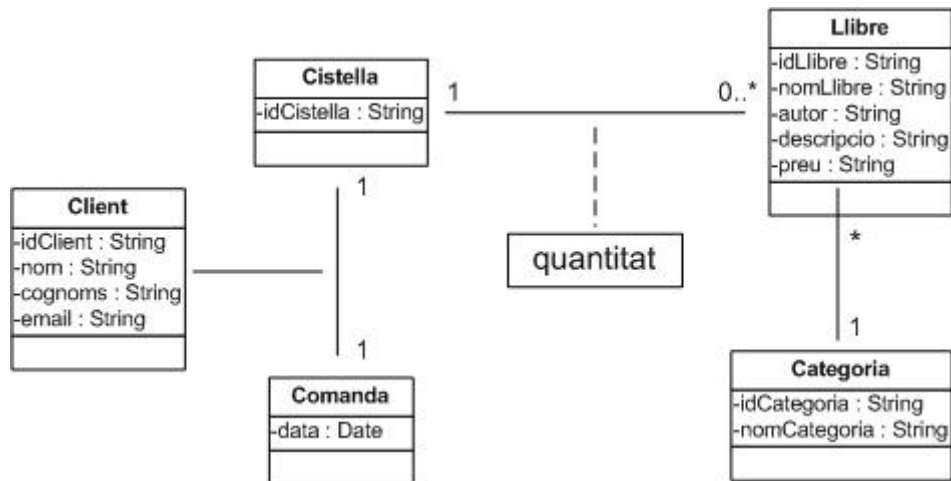 Cistella
-idCistella : String
1
0..*
Llibre
-idLlibre : String
-nomLlibre : String
-autor : String
-descripcio : String
-preu : String
Client
-idClient : String
-nom : String
-cognoms : String
-email : String
1
quantitat
*
1
1
Comanda
-data : Date
Categoria
-idCategoria : String
-nomCategoria : String